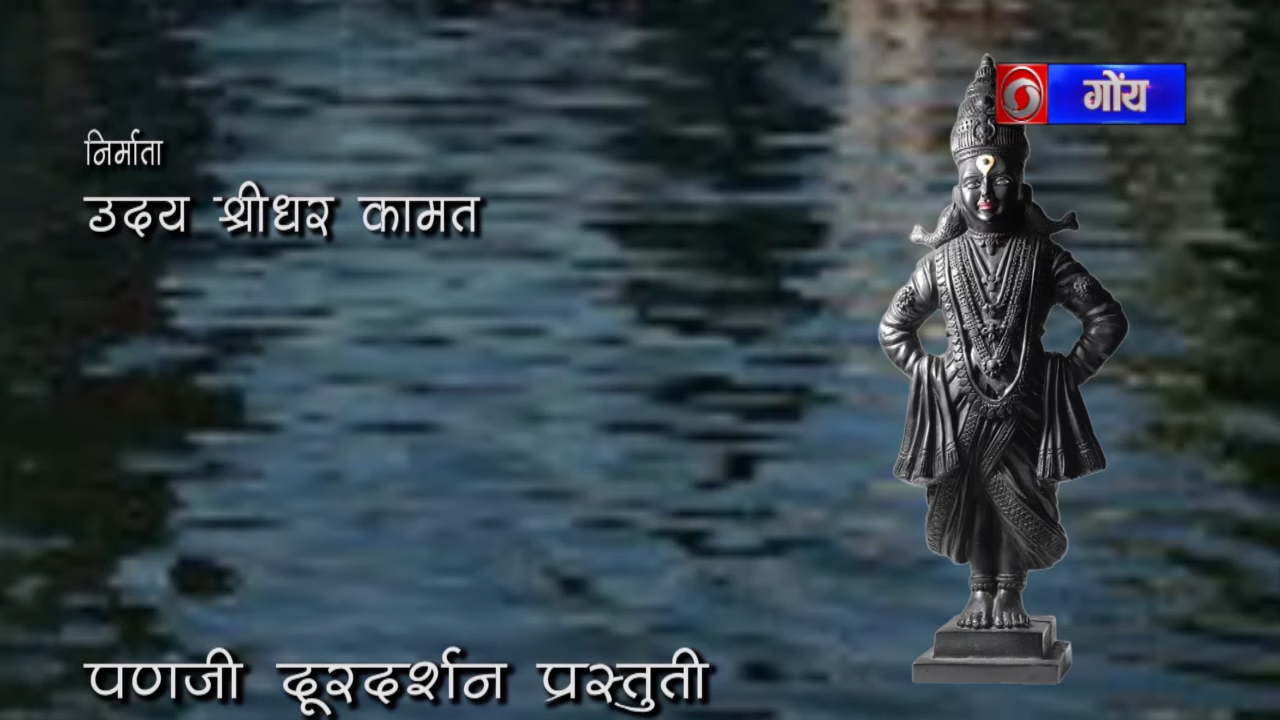 गोंय
निर्माता
उदय श्रीधर कामत
पणजी दूरदर्शन प्रस्तुती